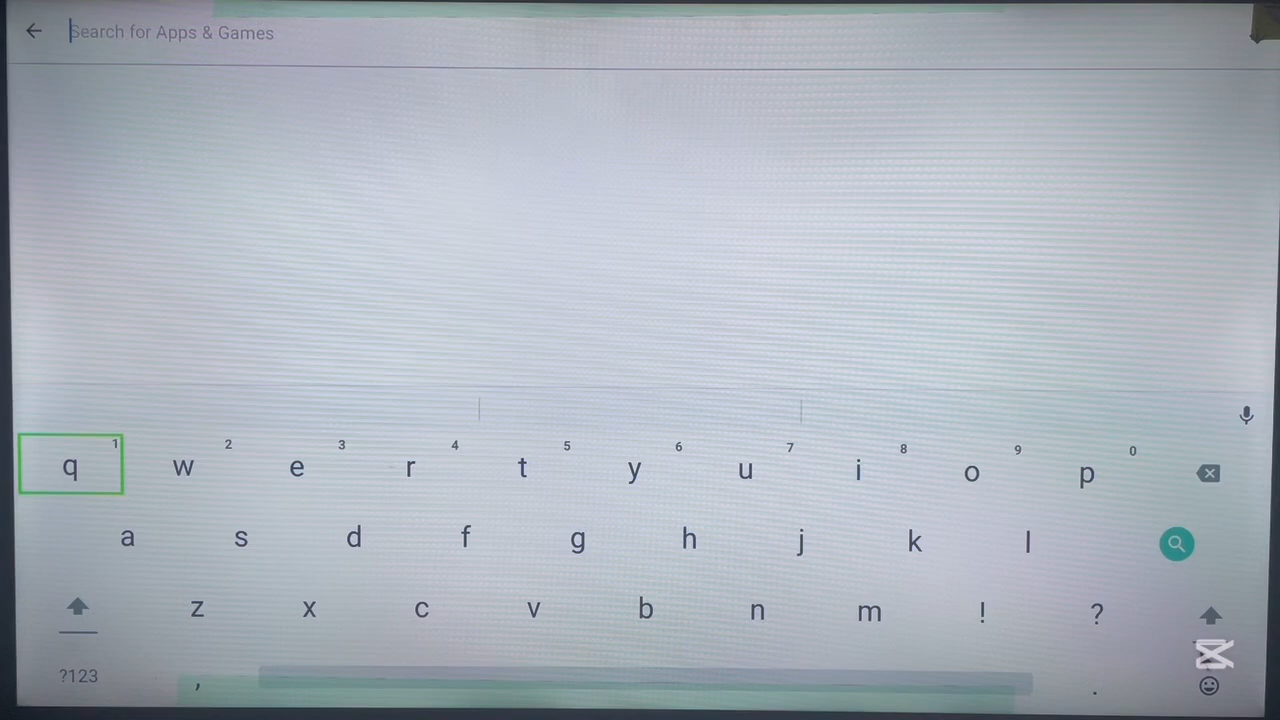 Search for Apps & Games
q 1 w 2 e 3 r 4 t 5 y 6 u 7 i 8 o 9 p 0
a s d f g h j k l
z x c v b n m ! ?
?123 , .